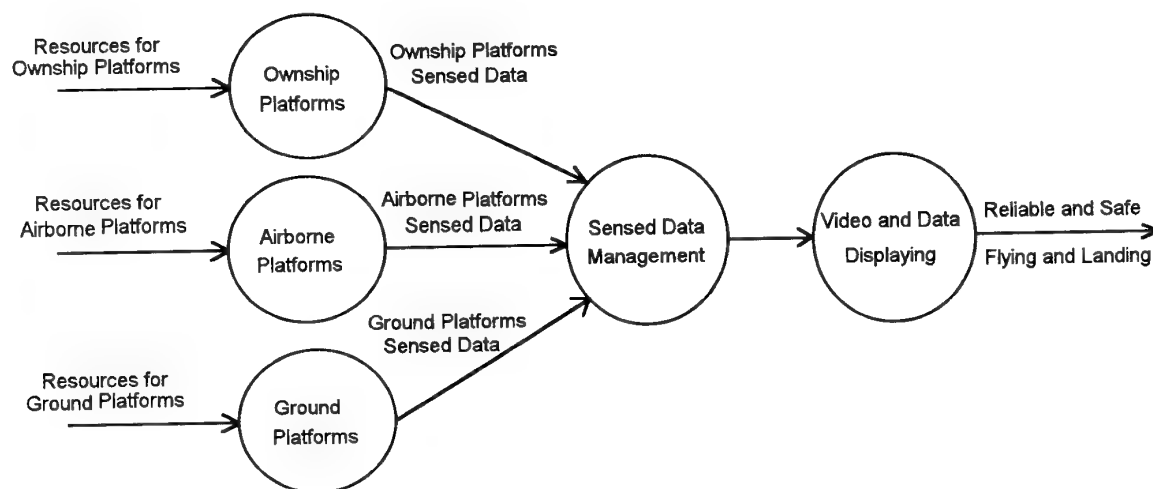 Resources for
Ownship Platforms
Ownship
Platforms
Ownship Platforms
Sensed Data
Resources for
Airborne Platforms
Airborne
Platforms
Airborne Platforms
Sensed Data
Resources for
Ground Platforms
Ground
Platforms
Ground Platforms
Sensed Data
Sensed Data
Management
Video and Data
Displaying
Reliable and Safe
Flying and Landing